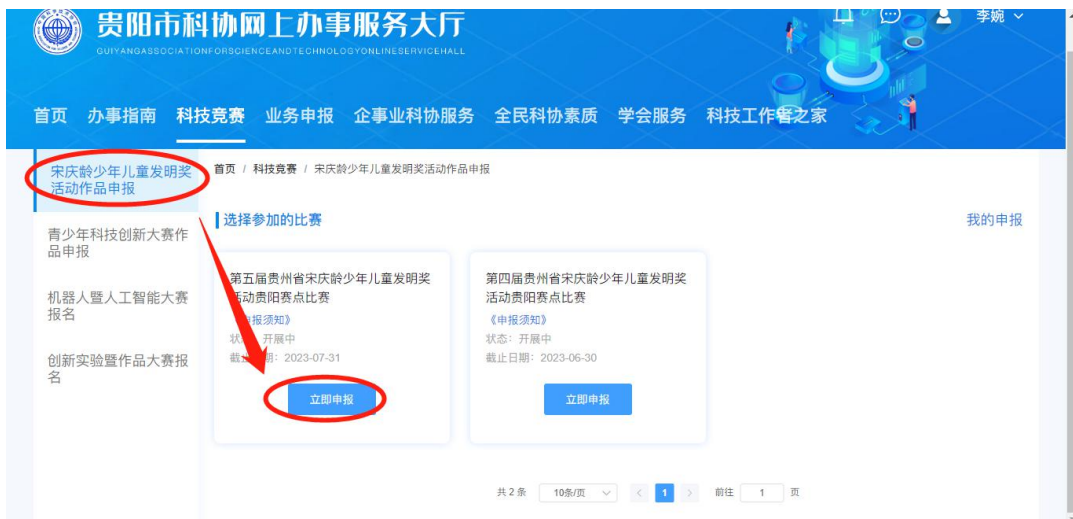 贵阳市科协网上办事服务大厅
GUIYANGASSOCIATIONFORSCIENCEANDTECHNOLOGYONLINESERVICEHALL
李婉
首页 办事指南 科技竞赛 业务申报 企事业科协服务 全民科协素质 学会服务 科技工作者之家
宋庆龄少年儿童发明奖
活动作品申报
青少年科技创新大赛作
品申报
机器人暨人工智能大赛
报名
创新实验暨作品大赛报
名
首页 / 科技竞赛 / 宋庆龄少年儿童发明奖活动作品申报
选择参加的比赛
我的申报
第五届贵州省宋庆龄少年儿童发明奖
活动贵阳赛点比赛
《申报须知》
状态：开展中
截止日期：2023-07-31
立即申报
第四届贵州省宋庆龄少年儿童发明奖
活动贵阳赛点比赛
《申报须知》
状态：开展中
截止日期：2023-06-30
立即申报
共 2 条 10条/页 < 1 > 前往 1 页